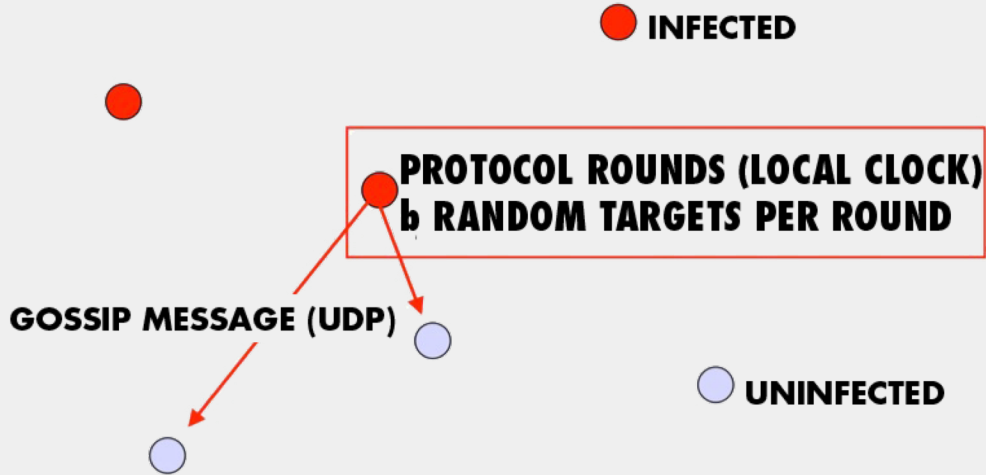 INFECTED
PROTOCOL ROUNDS (LOCAL CLOCK)
b RANDOM TARGETS PER ROUND
GOSSIP MESSAGE (UDP)
UNINFECTED